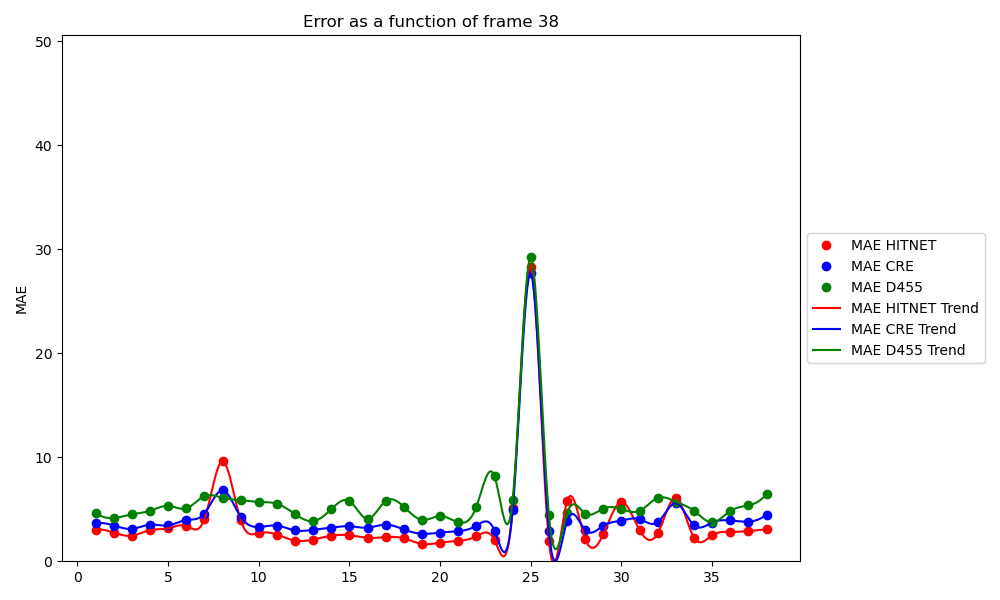 Error as a function of frame 38
50
40
30
20
10
0
MAE
0 5 10 15 20 25 30 35
MAE HITNET
MAE CRE
MAE D455
MAE HITNET Trend
MAE CRE Trend
MAE D455 Trend